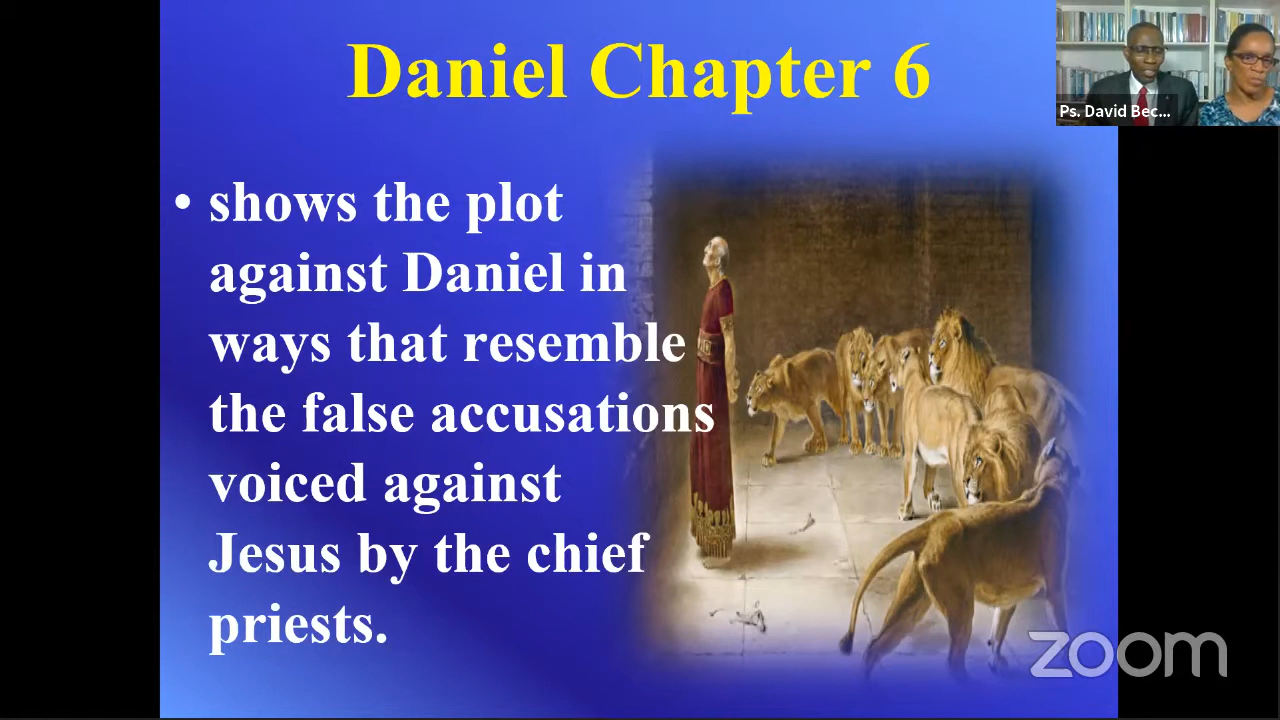 Daniel Chapter 6
Ps. David Bec...
• shows the plot
against Daniel in
ways that resemble
the false accusations
voiced against
Jesus by the chief
priests.
zoom